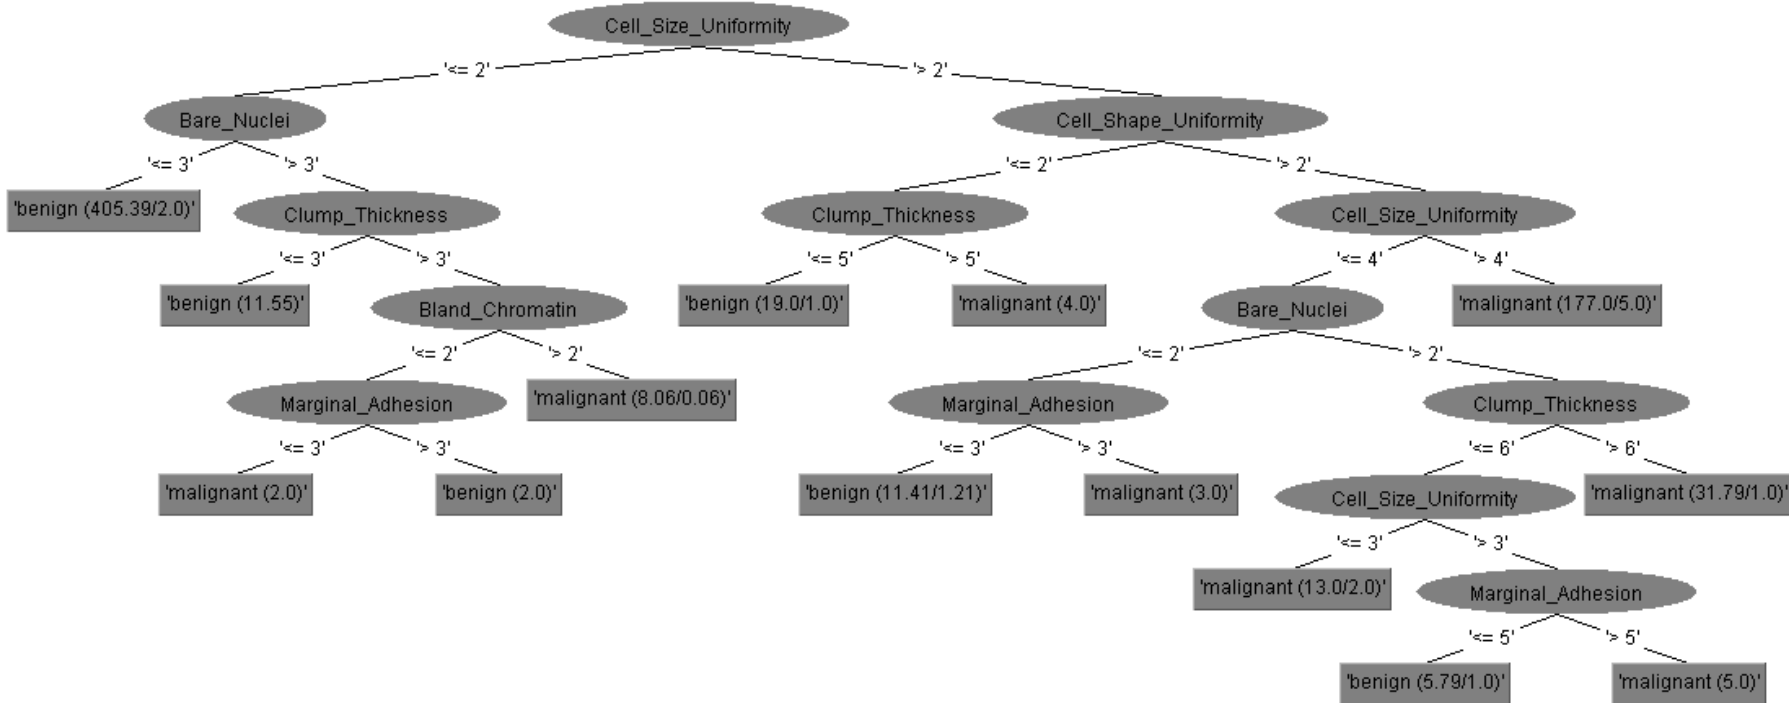 Cell_Size_Uniformity
'<= 2'
'> 2'
Bare_Nuclei
Cell_Shape_Uniformity
'<= 3'
'> 3'
'<= 2'
'> 2'
'benign (405.39/2.0)'
Clump_Thickness
Clump_Thickness
Cell_Size_Uniformity
'<= 3'
'> 3'
'<= 5'
'> 5'
'<= 4'
'> 4'
'benign (11.55)'
Bland_Chromatin
'benign (19.0/1.0)'
'malignant (4.0)'
Bare_Nuclei
'malignant (177.0/5.0)'
'<= 2'
'> 2'
'<= 2'
'> 2'
Marginal_Adhesion
'malignant (8.06/0.06)'
Marginal_Adhesion
Clump_Thickness
'<= 3'
'> 3'
'<= 3'
'> 3'
'<= 6'
'> 6'
'malignant (2.0)'
'benign (2.0)'
'benign (11.41/1.21)'
'malignant (3.0)'
Cell_Size_Uniformity
'malignant (31.79/1.0)'
'<= 3'
'> 3'
'malignant (13.0/2.0)'
Marginal_Adhesion
'<= 5'
'> 5'
'benign (5.79/1.0)'
'malignant (5.0)'